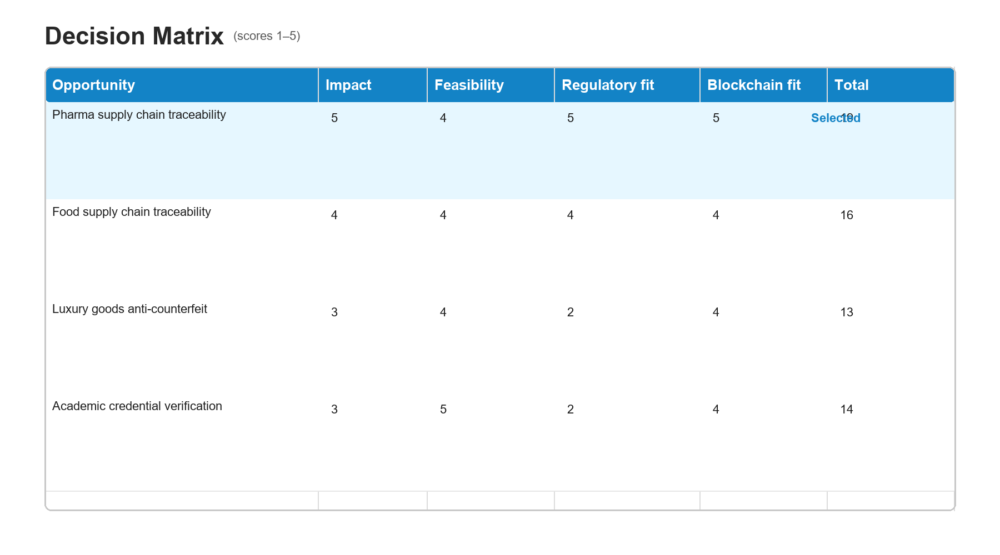 Decision Matrix (scores 1–5)
Opportunity Impact Feasibility Regulatory fit Blockchain fit Total
Pharma supply chain traceability 5 4 5 5 19 Selected
Food supply chain traceability 4 4 4 4 16
Luxury goods anti-counterfeit 3 4 2 4 13
Academic credential verification 3 5 2 4 14